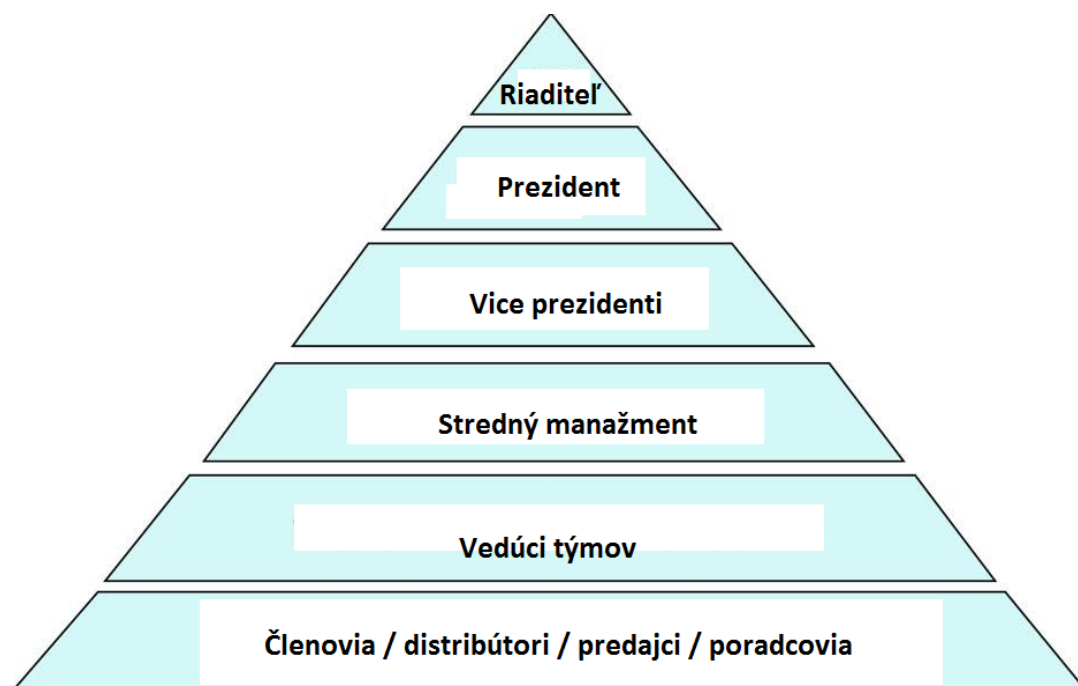 Riaditeľ
Prezident
Vice prezidenti
Stredný manažment
Vedúci týmov
Členovia / distribútori / predajci / poradcovia